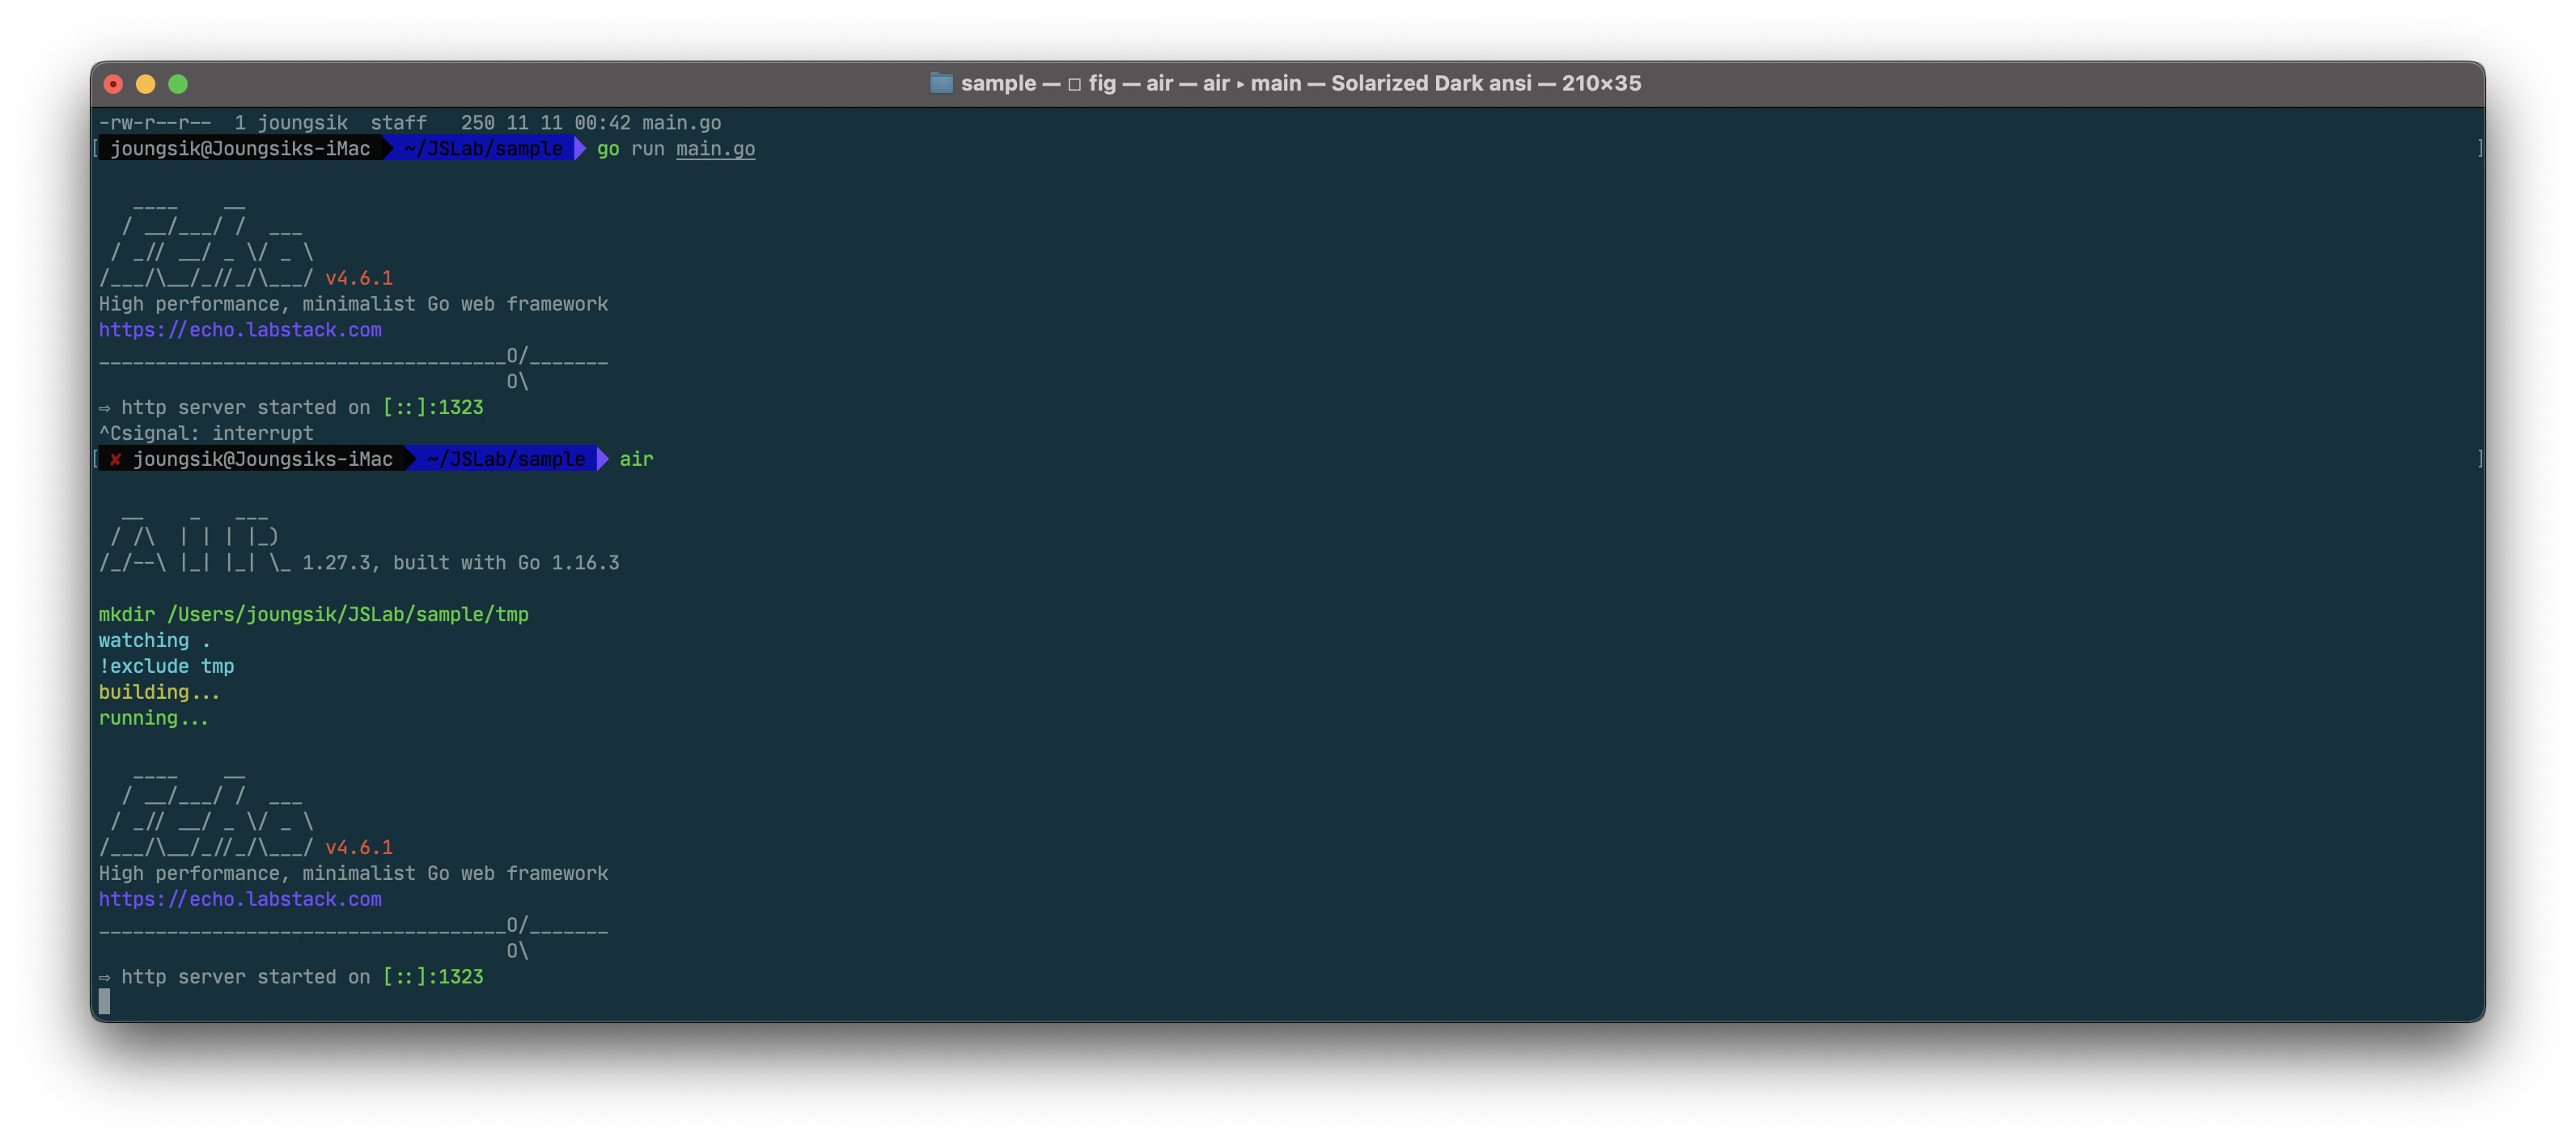 sample — □ fig — air — air ▸ main — Solarized Dark ansi — 210×35
-rw-r--r--  1 joungsik  staff   250 11 11 00:42 main.go
[ joungsik@Joungsiks-iMac  ~/JSLab/sample  go run main.go ]
   ____    __
  / __/___/ /  ___
 / _// __/ _ \/ _ \
/___/\__/_//_/\___/ v4.6.1
High performance, minimalist Go web framework
https://echo.labstack.com
____________________________________O/_______
                                    O\
⇨ http server started on [::]:1323
^Csignal: interrupt
[ ✘ joungsik@Joungsiks-iMac  ~/JSLab/sample  air ]
  __    _   ___
 / /\  | | | |_)
/_/--\ |_| |_| \_ 1.27.3, built with Go 1.16.3
mkdir /Users/joungsik/JSLab/sample/tmp
watching .
!exclude tmp
building...
running...
   ____    __
  / __/___/ /  ___
 / _// __/ _ \/ _ \
/___/\__/_//_/\___/ v4.6.1
High performance, minimalist Go web framework
https://echo.labstack.com
____________________________________O/_______
                                    O\
⇨ http server started on [::]:1323